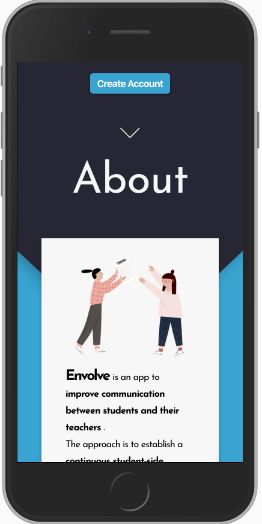 Create Account
About
Envolve is an app to
improve communication
between students and their
teachers .
The approach is to establish a
continuous student-side